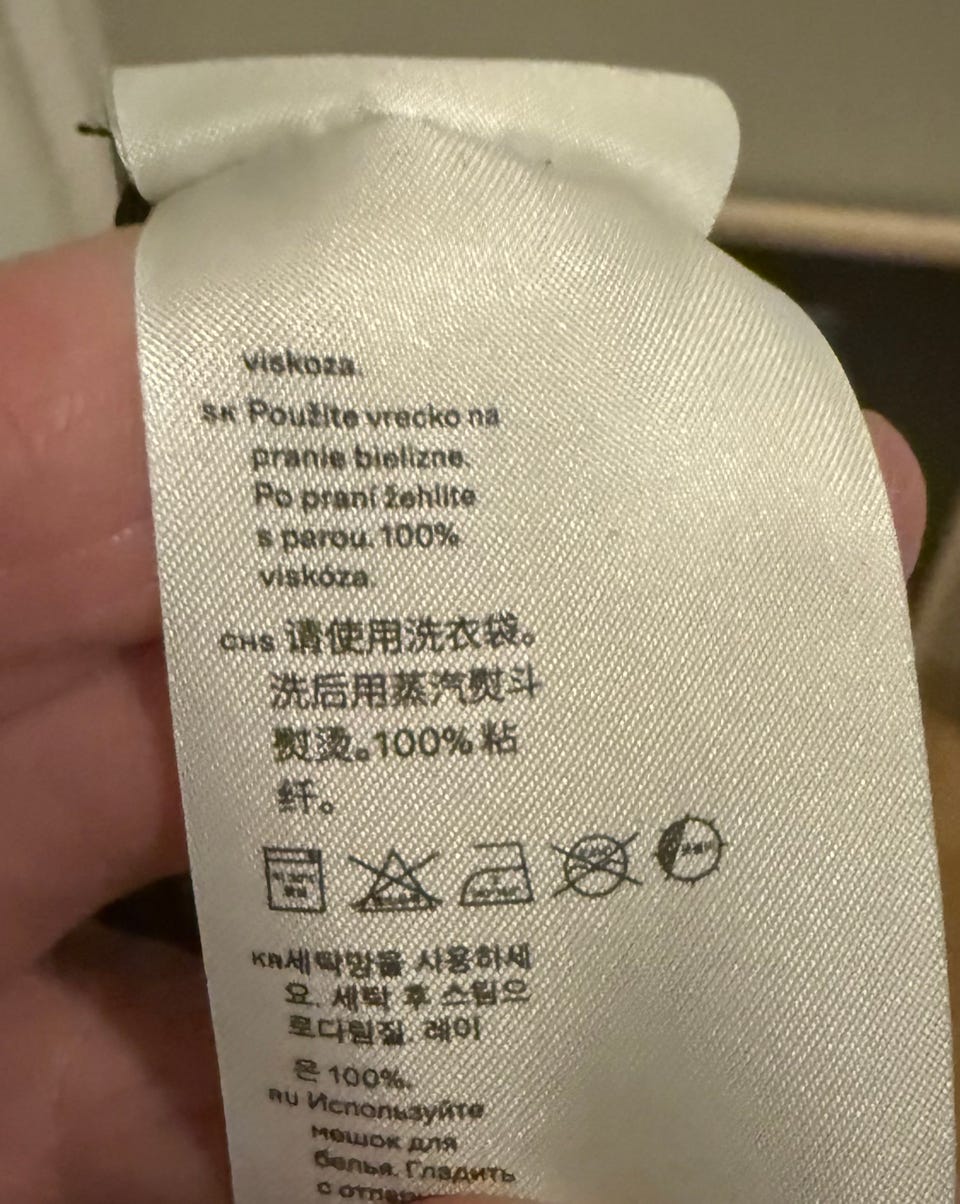 viskoza.
SK Použite vrecko na
pranie bielizne.
Po praní žehlite
s parou. 100%
viskóza.
CHS 请使用洗衣袋。
洗后用蒸汽熨斗
熨烫。100% 粘
纤。
KR 세탁망을 사용하세
요. 세탁 후 스팀으
로다림질. 레이
온 100%.
RU Используйте
мешок для
белья. Гладить
с